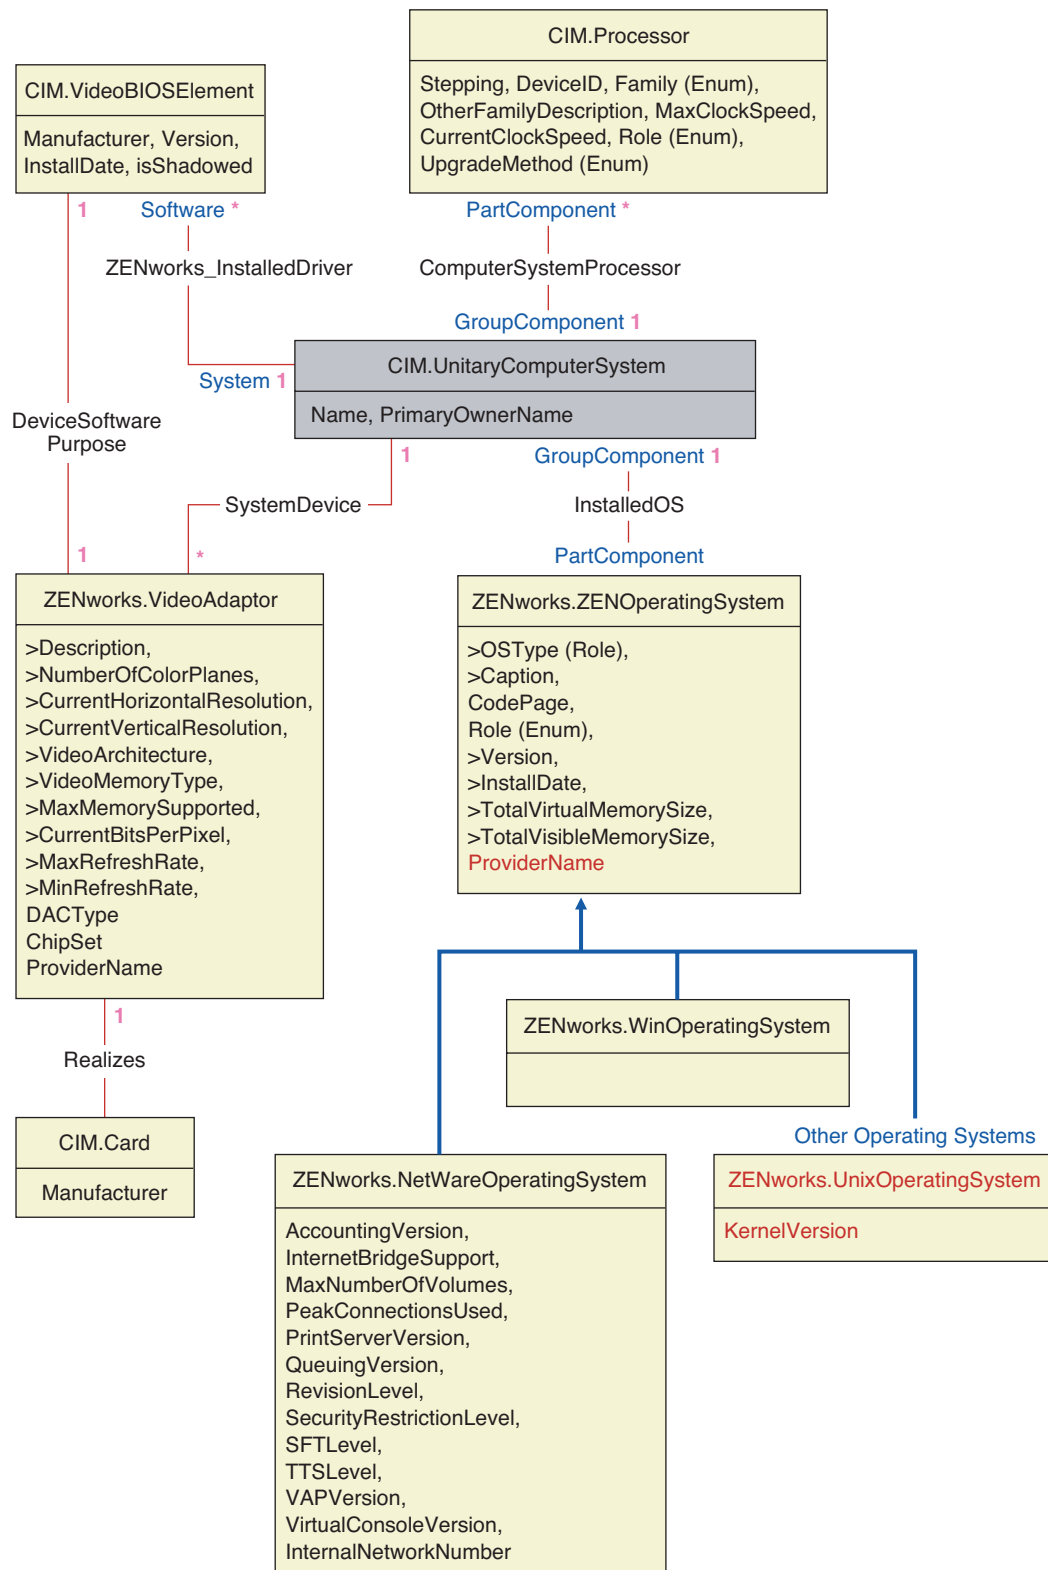 CIM.Processor
Stepping, DeviceID, Family (Enum),
OtherFamilyDescription, MaxClockSpeed,
CurrentClockSpeed, Role (Enum),
UpgradeMethod (Enum)
CIM.VideoBIOSElement
Manufacturer, Version,
InstallDate, isShadowed
1
Software *
PartComponent *
ZENworks_InstalledDriver
ComputerSystemProcessor
GroupComponent 1
System 1
CIM.UnitaryComputerSystem
Name, PrimaryOwnerName
DeviceSoftware
Purpose
1
GroupComponent 1
SystemDevice
InstalledOS
1
*
PartComponent
ZENworks.VideoAdaptor
>Description,
>NumberOfColorPlanes,
>CurrentHorizontalResolution,
>CurrentVerticalResolution,
>VideoArchitecture,
>VideoMemoryType,
>MaxMemorySupported,
>CurrentBitsPerPixel,
>MaxRefreshRate,
>MinRefreshRate,
DACType
ChipSet
ProviderName
ZENworks.ZENOperatingSystem
>OSType (Role),
>Caption,
CodePage,
Role (Enum),
>Version,
>InstallDate,
>TotalVirtualMemorySize,
>TotalVisibleMemorySize,
ProviderName
1
Realizes
CIM.Card
Manufacturer
ZENworks.WinOperatingSystem
Other Operating Systems
ZENworks.NetWareOperatingSystem
AccountingVersion,
InternetBridgeSupport,
MaxNumberOfVolumes,
PeakConnectionsUsed,
PrintServerVersion,
QueuingVersion,
RevisionLevel,
SecurityRestrictionLevel,
SFTLevel,
TTSLevel,
VAPVersion,
VirtualConsoleVersion,
InternalNetworkNumber
ZENworks.UnixOperatingSystem
KernelVersion